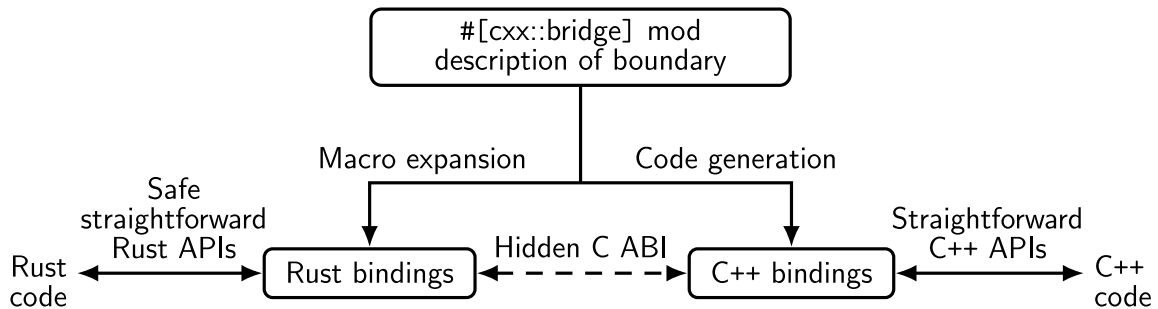 #[cxx::bridge] mod
description of boundary
Macro expansion
Code generation
Safe
straightforward
Rust APIs
Straightforward
C++ APIs
Rust
code
Rust bindings
Hidden C ABI
C++ bindings
C++
code